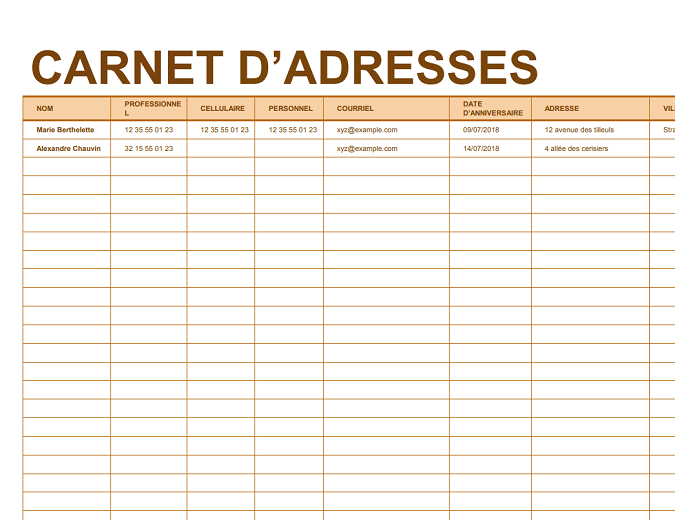 CARNET D’ADRESSES
NOM PROFESSIONNEL CELLULAIRE PERSONNEL COURRIEL DATE D’ANNIVERSAIRE ADRESSE
Marie Berthelette 12 35 55 01 23 12 35 55 01 23 12 35 55 01 23 xyz@example.com 09/07/2018 12 avenue des tilleuls
Alexandre Chauvin 32 15 55 01 23 xyz@example.com 14/07/2018 4 allée des cerisiers